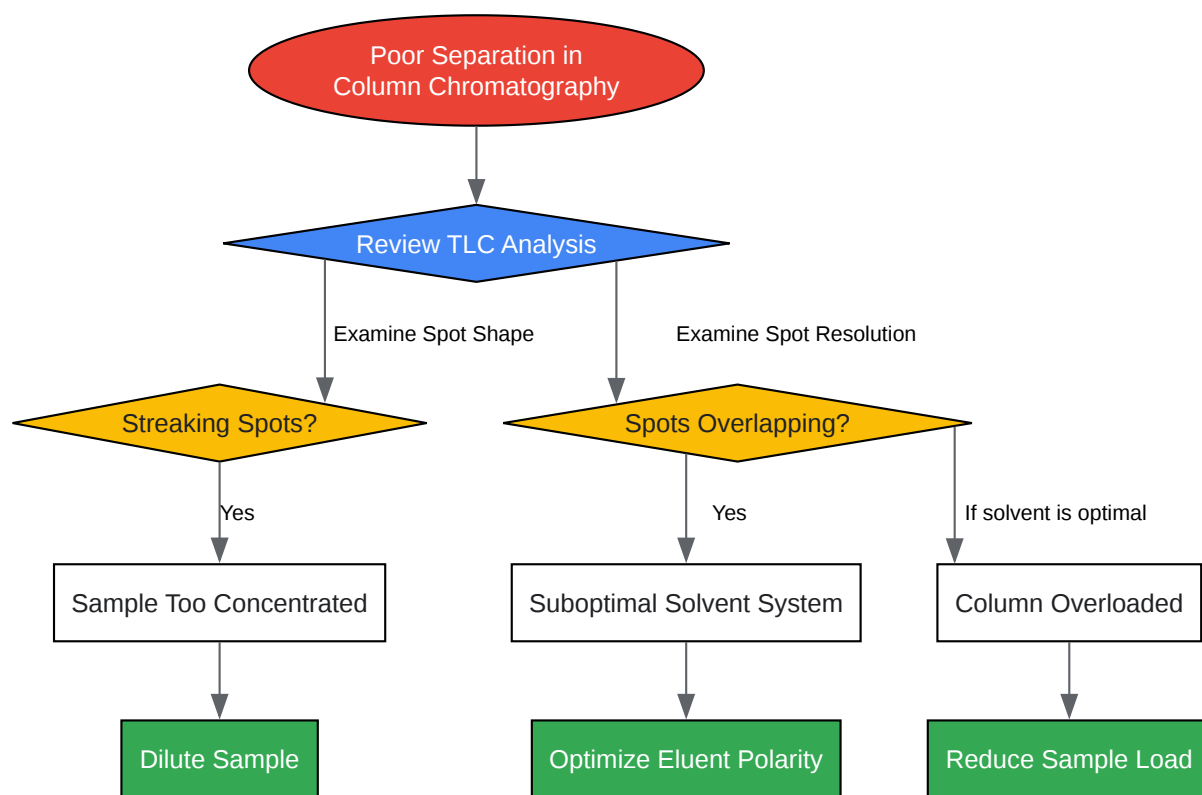 Poor Separation in
Column Chromatography
Review TLC Analysis
Examine Spot Shape
Examine Spot Resolution
Streaking Spots?
Spots Overlapping?
Yes
Yes
If solvent is optimal
Sample Too Concentrated
Suboptimal Solvent System
Column Overloaded
Dilute Sample
Optimize Eluent Polarity
Reduce Sample Load